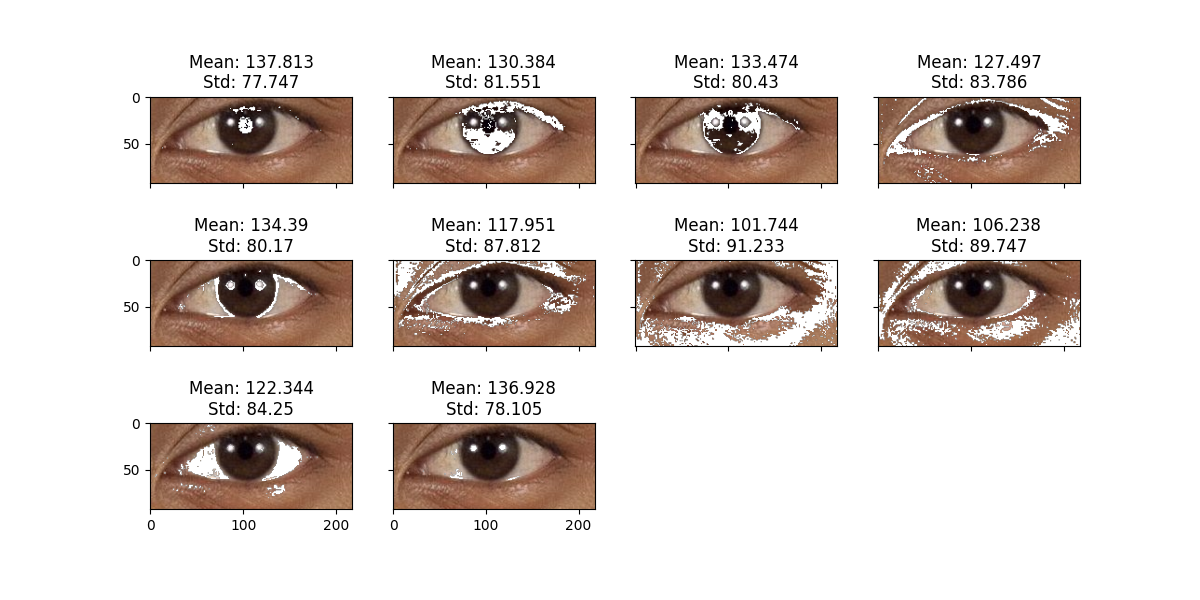 Mean: 137.813
Std: 77.747
Mean: 130.384
Std: 81.551
Mean: 133.474
Std: 80.43
Mean: 127.497
Std: 83.786
0
50
Mean: 134.39
Std: 80.17
Mean: 117.951
Std: 87.812
Mean: 101.744
Std: 91.233
Mean: 106.238
Std: 89.747
0
50
Mean: 122.344
Std: 84.25
Mean: 136.928
Std: 78.105
0
50
0 100 200
0 100 200